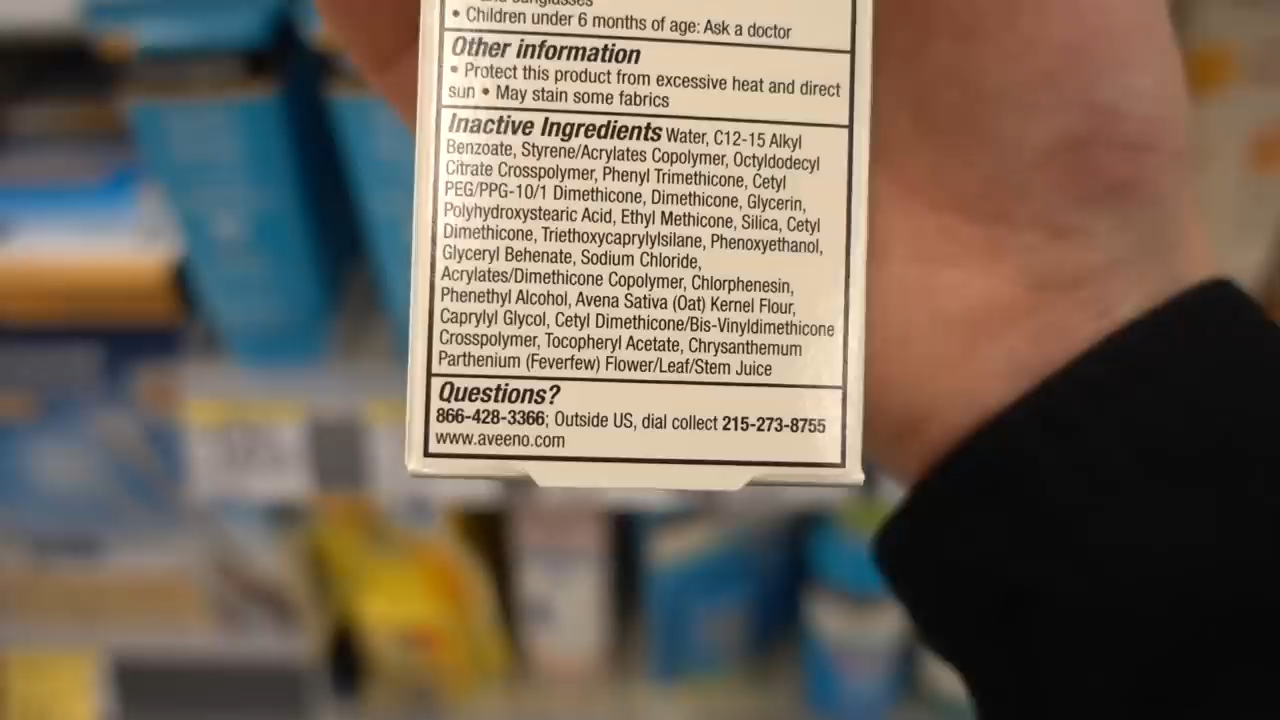 and sunglasses
• Children under 6 months of age: Ask a doctor
Other information
• Protect this product from excessive heat and direct
sun • May stain some fabrics
Inactive Ingredients Water, C12-15 Alkyl
Benzoate, Styrene/Acrylates Copolymer, Octyldodecyl
Citrate Crosspolymer, Phenyl Trimethicone, Cetyl
PEG/PPG-10/1 Dimethicone, Dimethicone, Glycerin,
Polyhydroxystearic Acid, Ethyl Methicone, Silica, Cetyl
Dimethicone, Triethoxycaprylylsilane, Phenoxyethanol,
Glyceryl Behenate, Sodium Chloride,
Acrylates/Dimethicone Copolymer, Chlorphenesin,
Phenethyl Alcohol, Avena Sativa (Oat) Kernel Flour,
Caprylyl Glycol, Cetyl Dimethicone/Bis-Vinyldimethicone
Crosspolymer, Tocopheryl Acetate, Chrysanthemum
Parthenium (Feverfew) Flower/Leaf/Stem Juice
Questions?
866-428-3366; Outside US, dial collect 215-273-8755
www.aveeno.com